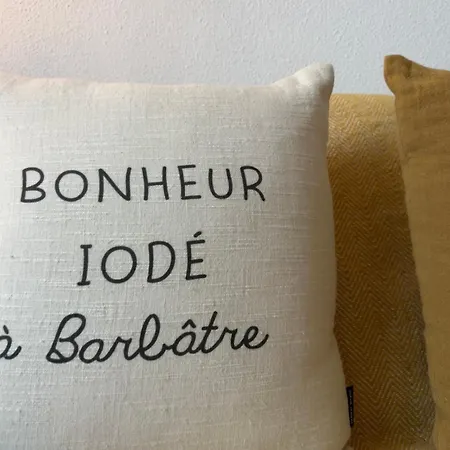 BONHEUR
IODÉ
à Barbâtre